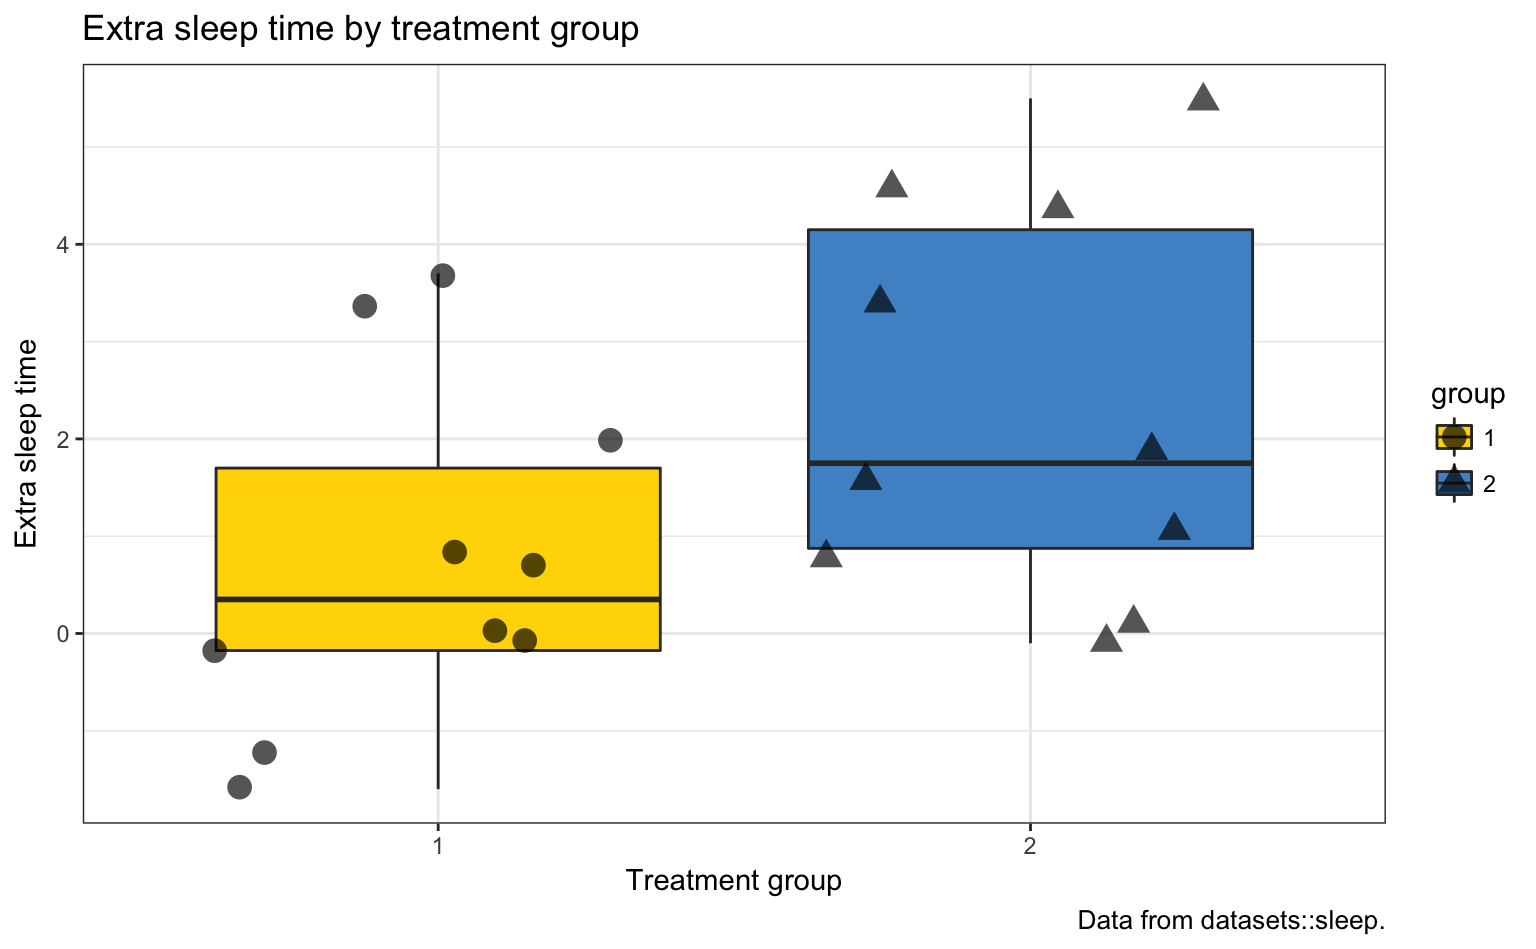 Extra sleep time by treatment group
Extra sleep time
4
2
0
1
2
Treatment group
group
1
2
Data from datasets::sleep.